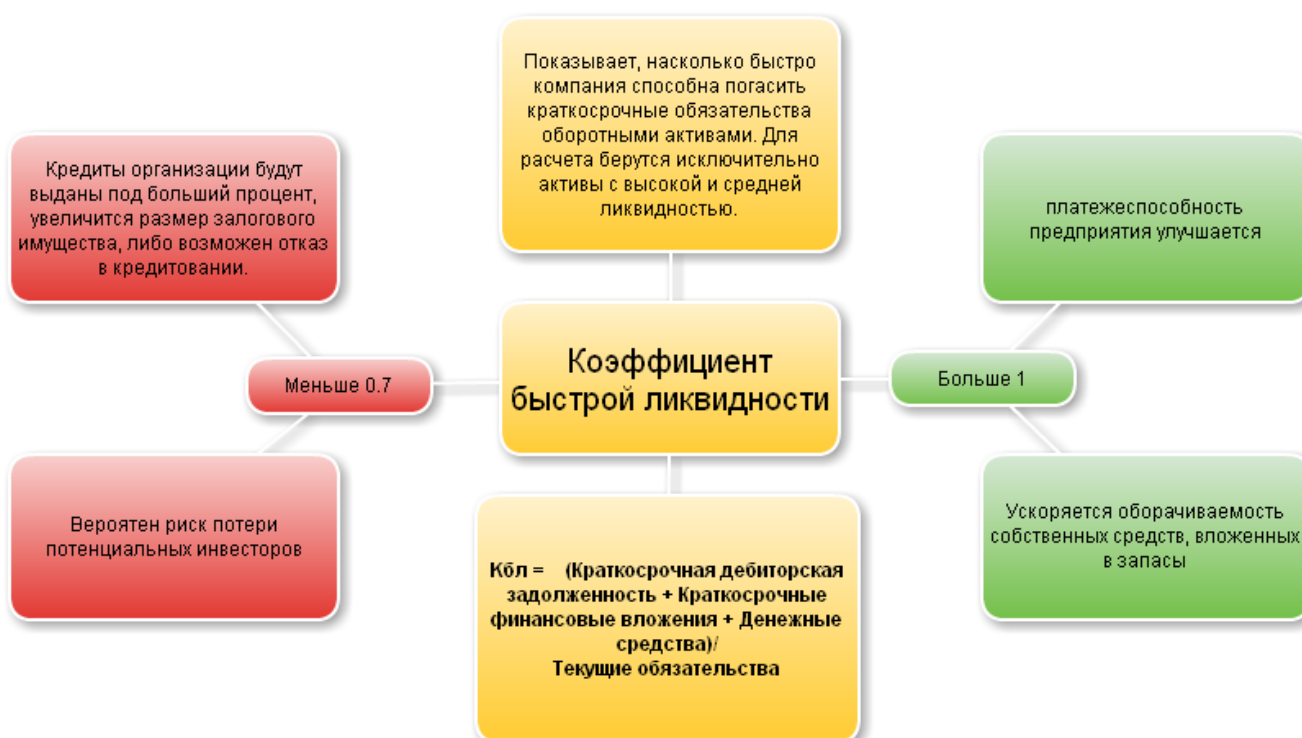 Показывает, насколько быстро
компания способна погасить
краткосрочные обязательства
оборотными активами. Для
расчета берутся исключительно
активы с высокой и средней
ликвидностью.
Кредиты организации будут
выданы под больший процент,
увеличится размер залогового
имущества, либо возможен отказ
в кредитовании.
платежеспособность
предприятия улучшается
Меньше 0.7
Коэффициент
быстрой ликвидности
Больше 1
Вероятен риск потери
потенциальных инвесторов
Кбл = (Краткосрочная дебиторская
задолженность + Краткосрочные
финансовые вложения + Денежные
средства)/
Текущие обязательства
Ускоряется оборачиваемость
собственных средств, вложенных
в запасы